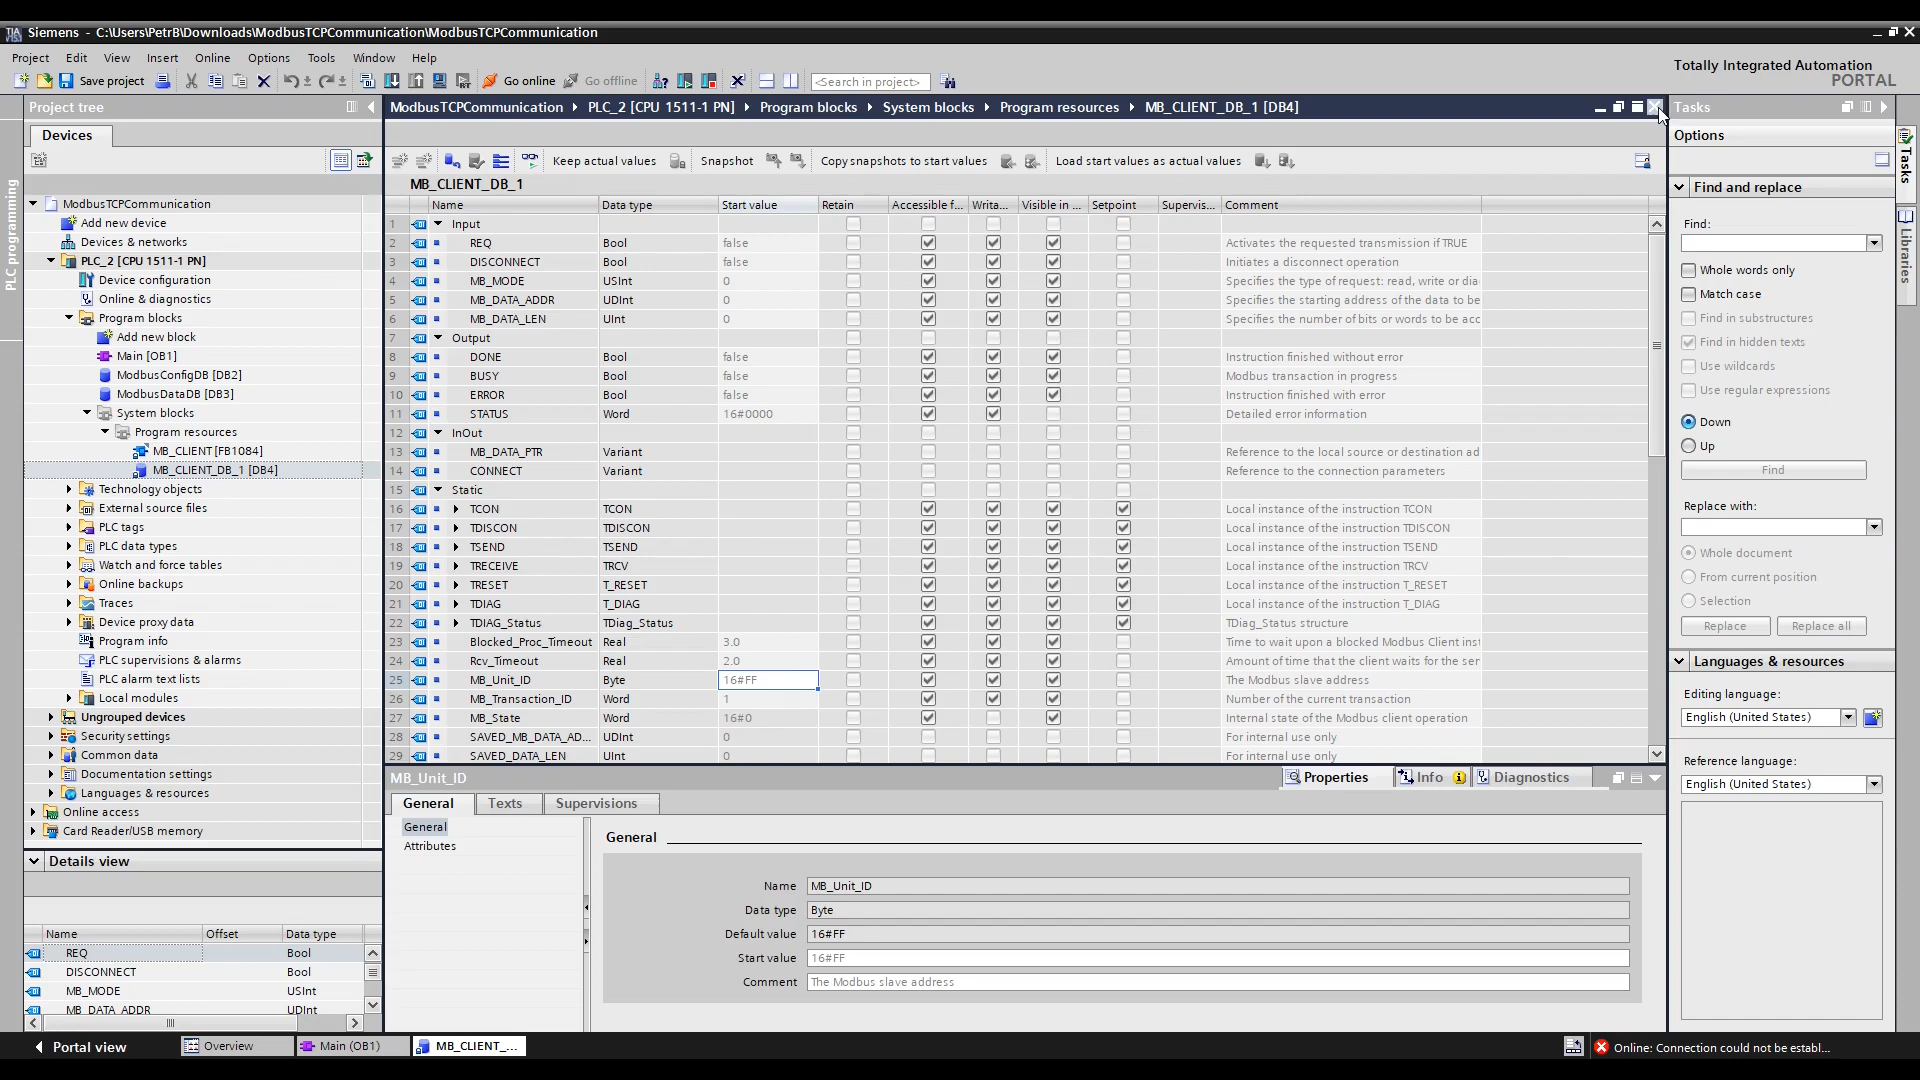 Siemens - C:\Users\PetrB\Downloads\ModbusTCPCommunication\ModbusTCPCommunication
Project Edit View Insert Online Options Tools Window Help
Totally Integrated Automation
PORTAL
Save project Go online Go offline <Search in project>
Project tree
ModbusTCPCommunication PLC_2 [CPU 1511-1 PN] Program blocks System blocks Program resources MB_CLIENT_DB_1 [DB4]
Tasks
Devices
Options
PLC programming
Tasks
Libraries
ModbusTCPCommunication
Add new device
Devices & networks
PLC_2 [CPU 1511-1 PN]
Device configuration
Online & diagnostics
Program blocks
Add new block
Main [OB1]
ModbusConfigDB [DB2]
ModbusDataDB [DB3]
System blocks
Program resources
MB_CLIENT [FB1084]
MB_CLIENT_DB_1 [DB4]
Technology objects
External source files
PLC tags
PLC data types
Watch and force tables
Online backups
Traces
Device proxy data
Program info
PLC supervisions & alarms
PLC alarm text lists
Local modules
Ungrouped devices
Security settings
Common data
Documentation settings
Languages & resources
Online access
Card Reader/USB memory
Details view
Name Offset Data type
REQ Bool
DISCONNECT Bool
MB_MODE USInt
MB_DATA_ADDR UDInt
Keep actual values Snapshot Copy snapshots to start values Load start values as actual values
MB_CLIENT_DB_1
Name Data type Start value Retain Accessible f... Writa... Visible in ... Setpoint Supervis... Comment
1 Input
2 REQ Bool false Activates the requested transmission if TRUE
3 DISCONNECT Bool false Initiates a disconnect operation
4 MB_MODE USInt 0 Specifies the type of request: read, write or dia
5 MB_DATA_ADDR UDInt 0 Specifies the starting address of the data to be
6 MB_DATA_LEN UInt 0 Specifies the number of bits or words to be acc
7 Output
8 DONE Bool false Instruction finished without error
9 BUSY Bool false Modbus transaction in progress
10 ERROR Bool false Instruction finished with error
11 STATUS Word 16#0000 Detailed error information
12 InOut
13 MB_DATA_PTR Variant Reference to the local source or destination ad
14 CONNECT Variant Reference to the connection parameters
15 Static
16 TCON TCON Local instance of the instruction TCON
17 TDISCON TDISCON Local instance of the instruction TDISCON
18 TSEND TSEND Local instance of the instruction TSEND
19 TRECEIVE TRCV Local instance of the instruction TRCV
20 TRESET T_RESET Local instance of the instruction T_RESET
21 TDIAG T_DIAG Local instance of the instruction T_DIAG
22 TDIAG_Status TDiag_Status TDiag_Status structure
23 Blocked_Proc_Timeout Real 3.0 Time to wait upon a blocked Modbus Client inst
24 Rcv_Timeout Real 2.0 Amount of time that the client waits for the ser
25 MB_Unit_ID Byte 16#FF The Modbus slave address
26 MB_Transaction_ID Word 1 Number of the current transaction
27 MB_State Word 16#0 Internal state of the Modbus client operation
28 SAVED_MB_DATA_AD... UDInt 0 For internal use only
29 SAVED_DATA_LEN UInt 0 For internal use only
MB_Unit_ID Properties Info Diagnostics
General Texts Supervisions
General
Attributes
General
Name MB_Unit_ID
Data type Byte
Default value 16#FF
Start value 16#FF
Comment The Modbus slave address
Find and replace
Find:
Whole words only
Match case
Find in substructures
Find in hidden texts
Use wildcards
Use regular expressions
Down
Up
Find
Replace with:
Whole document
From current position
Selection
Replace Replace all
Languages & resources
Editing language:
English (United States)
Reference language:
English (United States)
Portal view Overview Main (OB1) MB_CLIENT_... Online: Connection could not be establ...